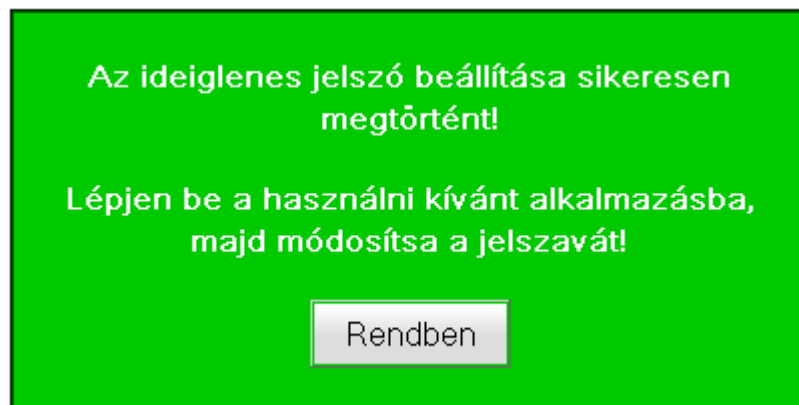 Az ideiglenes jelszó beállítása sikeresen
megtörtént!
Lépjen be a használni kívánt alkalmazásba,
majd módosítsa a jelszavát!
Rendben